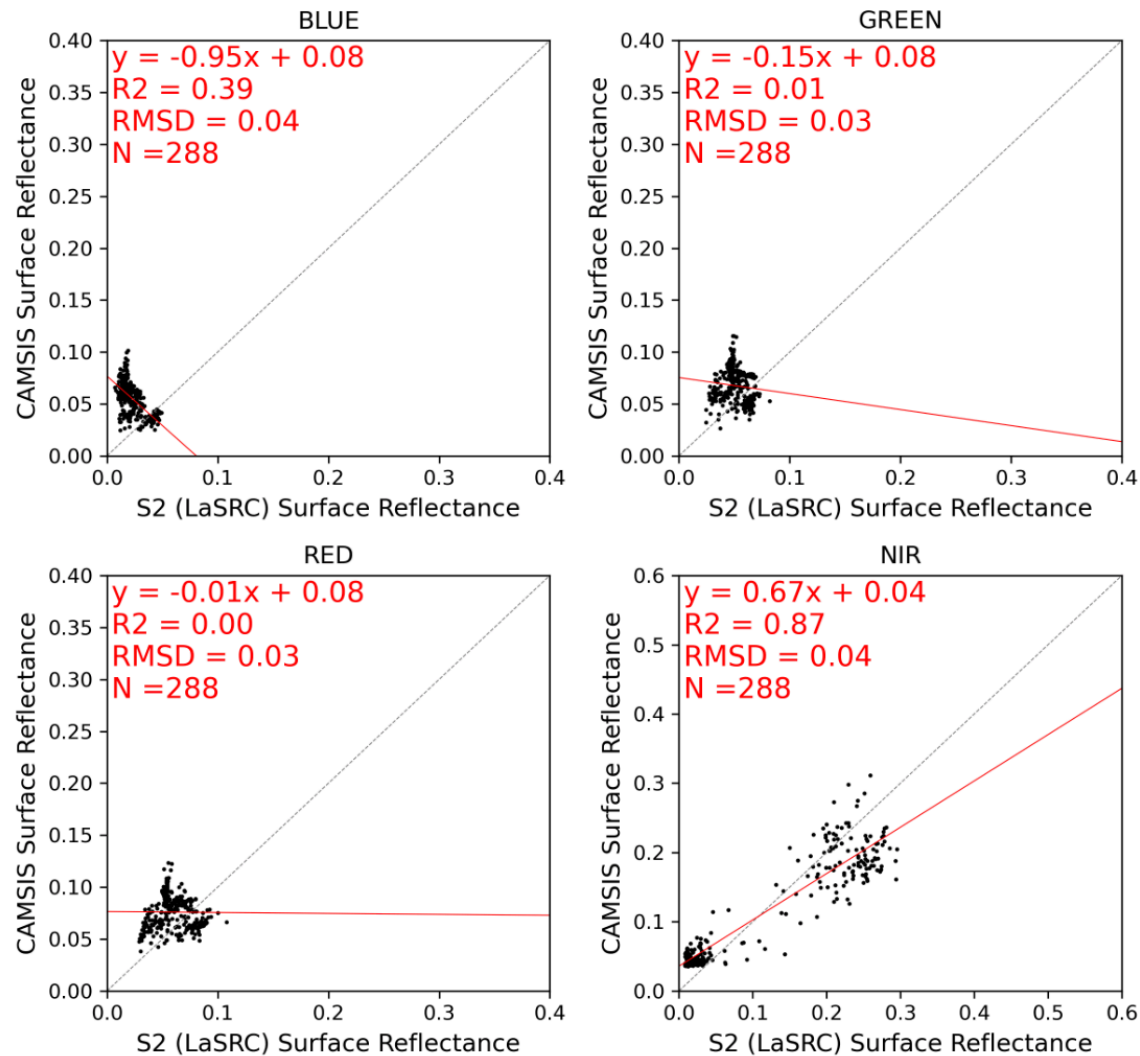 BLUE
y = -0.95x + 0.08
R2 = 0.39
RMSD = 0.04
N =288
0.40
0.35
0.30
0.25
0.20
0.15
0.10
0.05
0.00
0.0
0.1
0.2
0.3
0.4
CAMSIS Surface Reflectance
S2 (LaSRC) Surface Reflectance
GREEN
y = -0.15x + 0.08
R2 = 0.01
RMSD = 0.03
N =288
0.40
0.35
0.30
0.25
0.20
0.15
0.10
0.05
0.00
0.0
0.1
0.2
0.3
0.4
CAMSIS Surface Reflectance
S2 (LaSRC) Surface Reflectance
RED
y = -0.01x + 0.08
R2 = 0.00
RMSD = 0.03
N =288
0.40
0.35
0.30
0.25
0.20
0.15
0.10
0.05
0.00
0.0
0.1
0.2
0.3
0.4
CAMSIS Surface Reflectance
S2 (LaSRC) Surface Reflectance
NIR
y = 0.67x + 0.04
R2 = 0.87
RMSD = 0.04
N =288
0.6
0.5
0.4
0.3
0.2
0.1
0.0
0.0
0.1
0.2
0.3
0.4
0.5
0.6
CAMSIS Surface Reflectance
S2 (LaSRC) Surface Reflectance